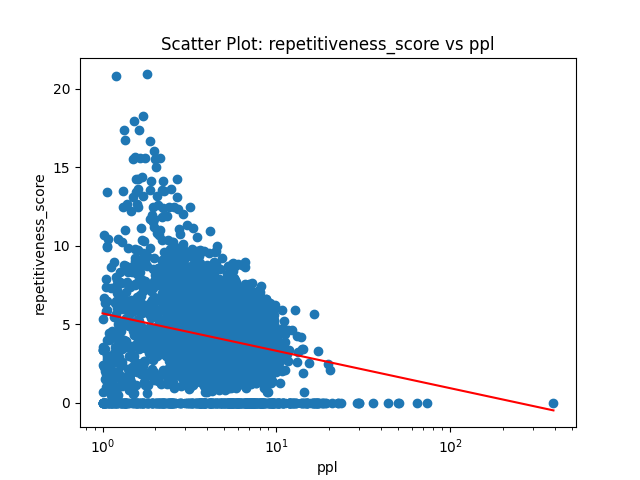 Scatter Plot: repetitiveness_score vs ppl
repetitiveness_score
20
15
10
5
0
10⁰
10¹
10²
ppl